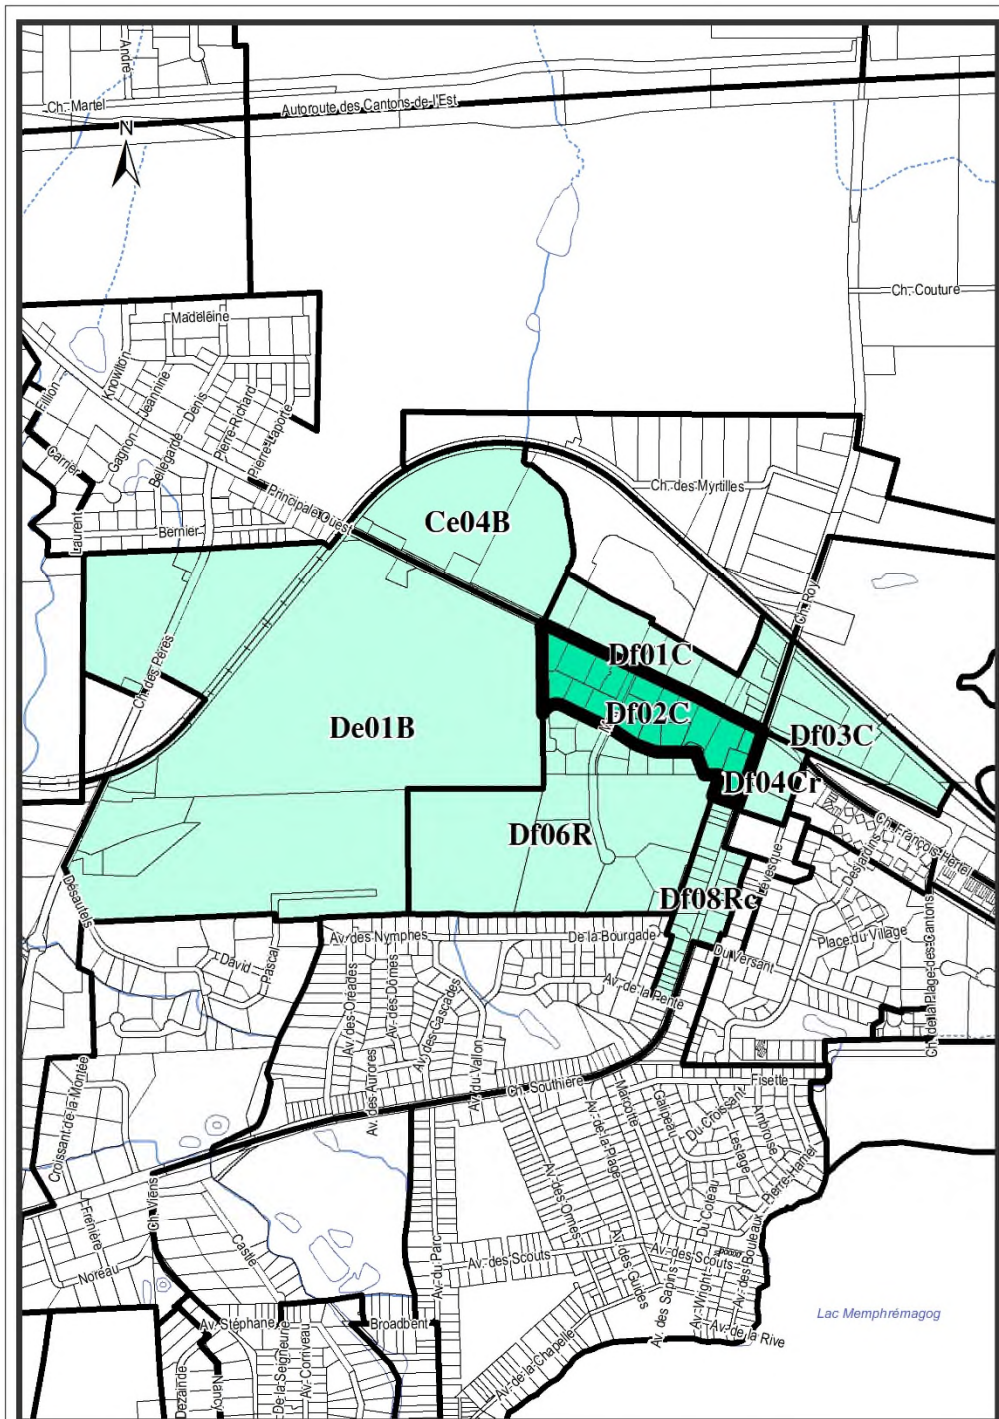 André
Ch. Martel
Autoroute des Cantons-de-l'Est
N
Ch. Couture
Madeleine
Knowlton
Fillion
Jeannine
Gagnon
Denis
Bellegarde
Pierre-Richard
Pierre-Laporte
Carrier
Laurent
Bernier
Principale Ouest
Ch. des Myrtilles
Ce04B
Ch. Roy
Ch. des Pères
Df01C
Df02C
De01B
Df03C
Df04Cr
Df06R
Ch. François-Hertel
Lévesque
Desjardins
Df08Rc
Désautels
David
Pascal
Av. des Nymphes
De la Bourgade
Place du Village
Du Versant
Av. de la Pente
Av. des Oréades
Av. des Dômes
Av. des Cascades
Av. des Aurores
Av. du Vallon
Ch. de la Plage-des-Cantons
Ch. Southière
Fisette
Croissant de la Montée
Marcotte
Galipeau
Du Croissant
Ambroise
Lestage
Av. de la Plage
Pierre-Hamel
Du Coteau
Av. des Ormes
Ch. Viens
Frenière
Noreau
Castle
Av. du Parc
Av. des Scouts
Av. des Scouts
Av. des Guides
Av. des Sapins
Av. Wright
Av. des Bouleaux
Av. de la Rive
Lac Memphrémagog
Av. Stéphane
Broadbent
Av. de la Chapelle
Dezainde
Nancy
De la Seigneurie
Av. Corriveau